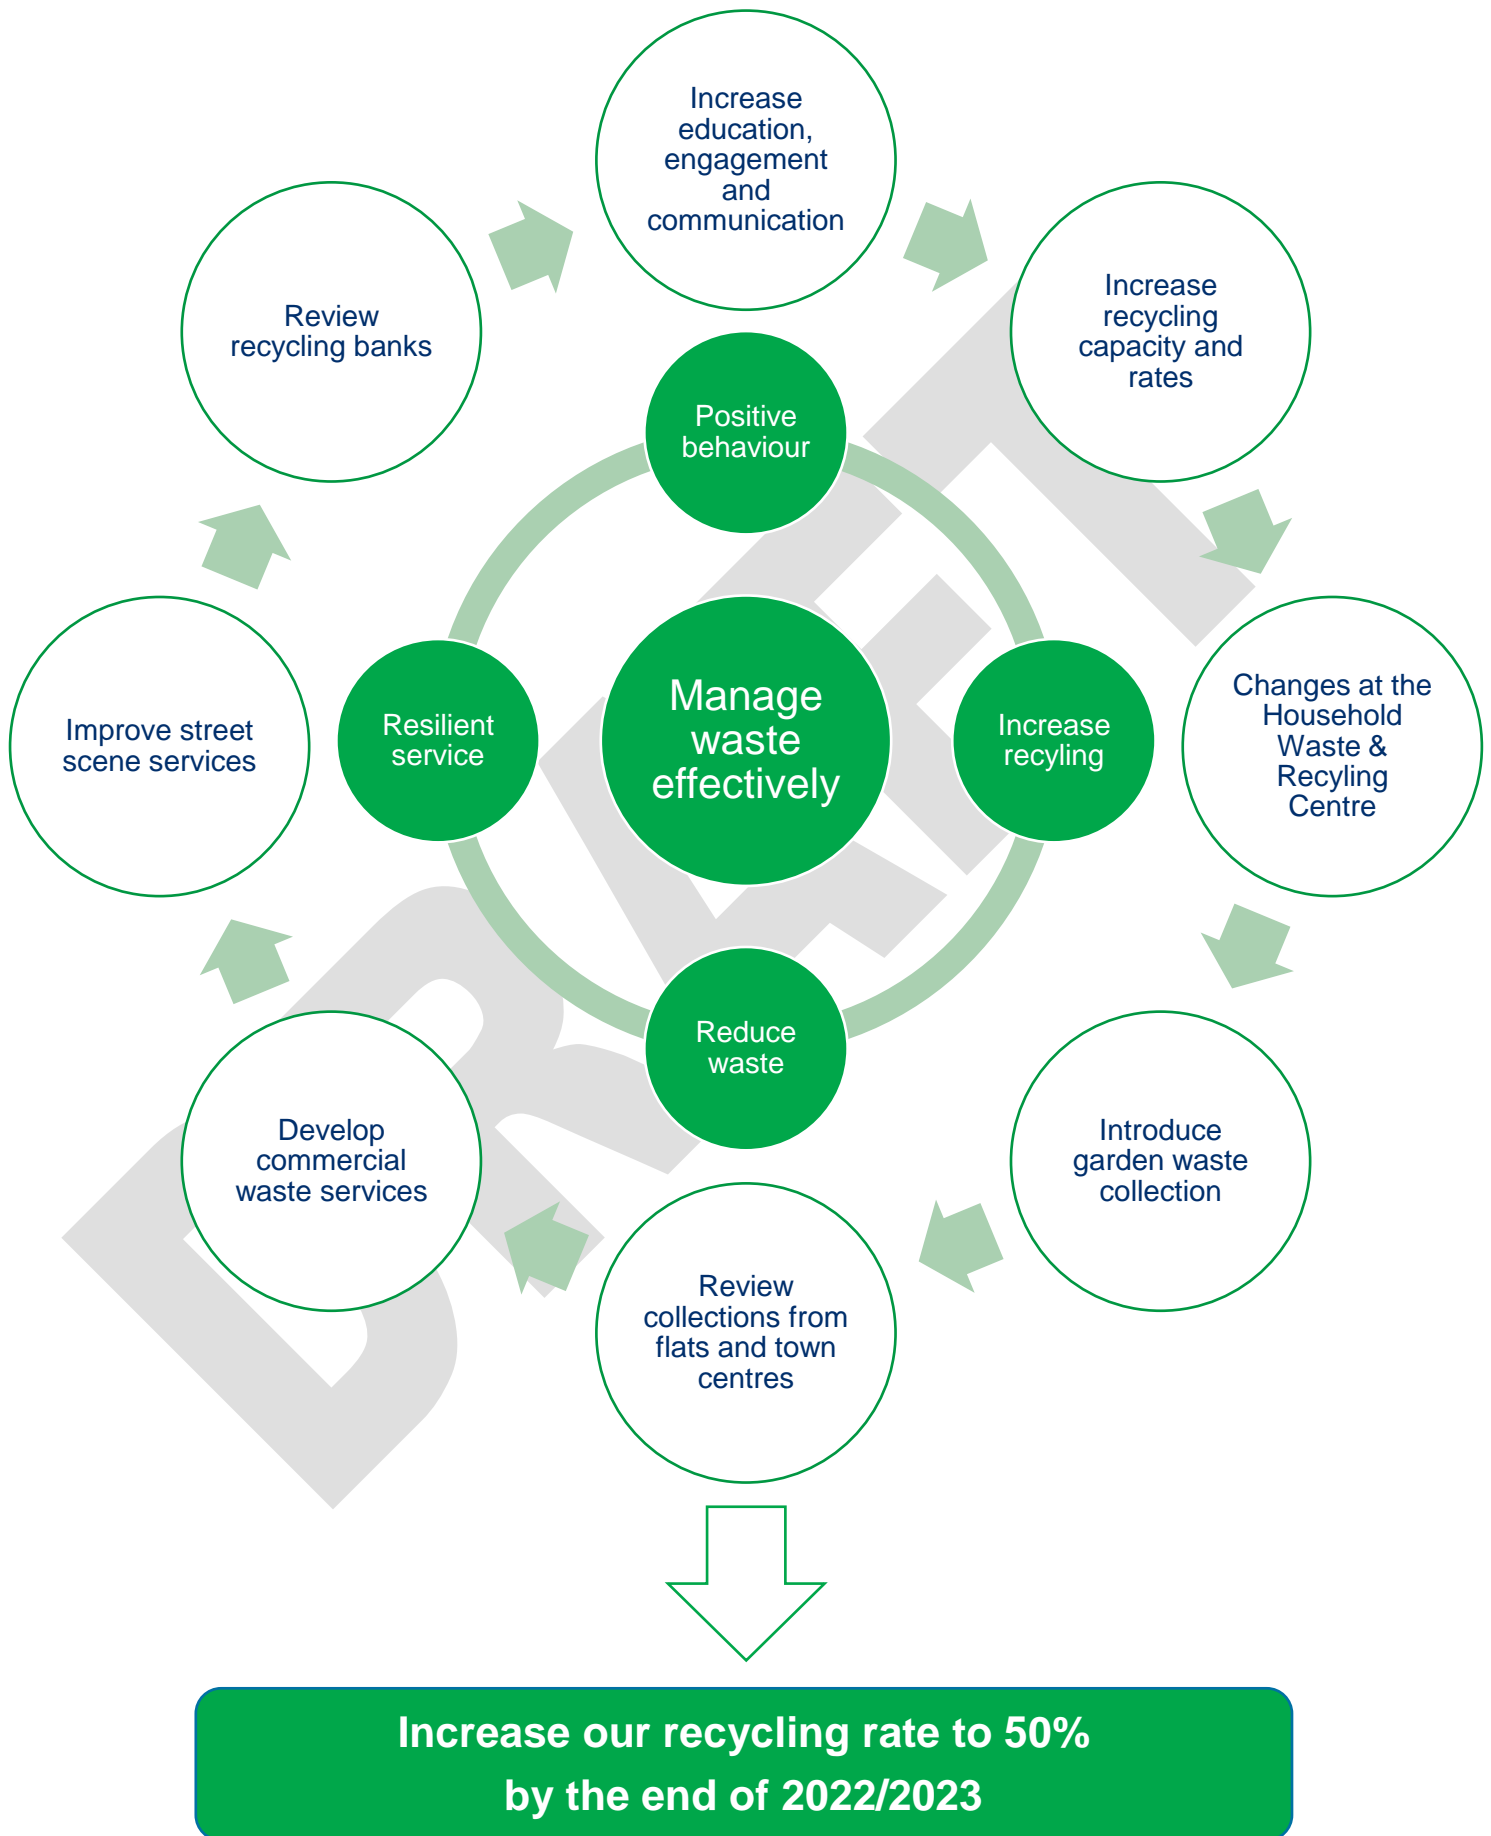 Increase
education,
engagement
and
communication
Increase
recycling
capacity and
rates
Changes at the
Household
Waste &
Recyling
Centre
Introduce
garden waste
collection
Review
collections from
flats and town
centres
Develop
commercial
waste services
Improve street
scene services
Review
recycling banks
Positive
behaviour
Increase
recyling
Reduce
waste
Resilient
service
Manage
waste
effectively
DRAFT
Increase our recycling rate to 50%
by the end of 2022/2023